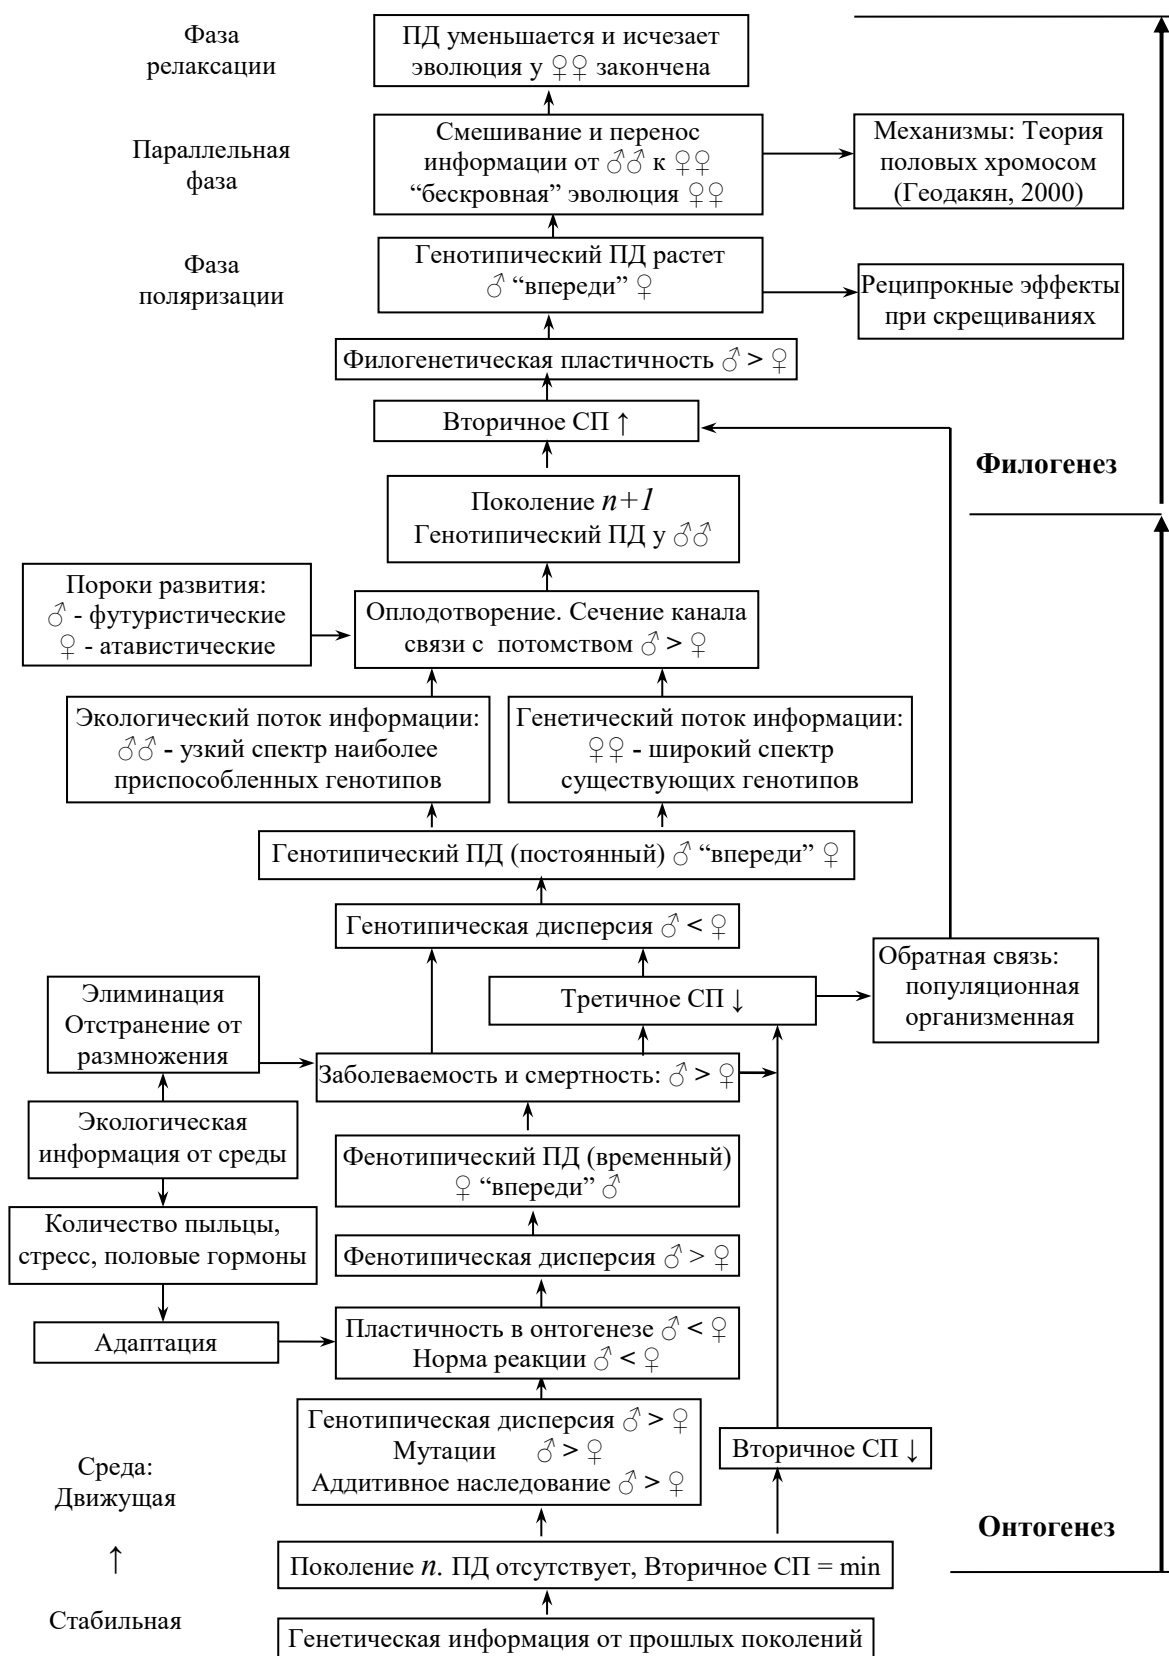 Фаза
релаксации
ПД уменьшается и исчезает
эволюция у ♀♀ закончена
Параллельная
фаза
Смешивание и перенос
информации от ♂♂ к ♀♀
“бескровная” эволюция ♀♀
Механизмы: Теория
половых хромосом
(Геодакян, 2000)
Фаза
поляризации
Генотипический ПД растет
♂ “впереди” ♀
Реципрокные эффекты
при скрещиваниях
Филогенетическая пластичность ♂ > ♀
Вторичное СП ↑
Филогенез
Поколение n+1
Генотипический ПД у ♂♂
Пороки развития:
♂ - футуристические
♀ - атавистические
Оплодотворение. Сечение канала
связи с потомством ♂ > ♀
Экологический поток информации:
♂♂ - узкий спектр наиболее
приспособленных генотипов
Генетический поток информации:
♀♀ - широкий спектр
существующих генотипов
Генотипический ПД (постоянный) ♂ “впереди” ♀
Генотипическая дисперсия ♂ < ♀
Обратная связь:
популяционная
организменная
Элиминация
Отстранение от
размножения
Третичное СП ↓
Заболеваемость и смертность: ♂ > ♀
Экологическая
информация от среды
Фенотипический ПД (временный)
♀ “впереди” ♂
Количество пыльцы,
стресс, половые гормоны
Фенотипическая дисперсия ♂ > ♀
Адаптация
Пластичность в онтогенезе ♂ < ♀
Норма реакции ♂ < ♀
Генотипическая дисперсия ♂ > ♀
Мутации ♂ > ♀
Аддитивное наследование ♂ > ♀
Вторичное СП ↓
Среда:
Движущая
↑
Стабильная
Онтогенез
Поколение n. ПД отсутствует, Вторичное СП = min
Генетическая информация от прошлых поколений